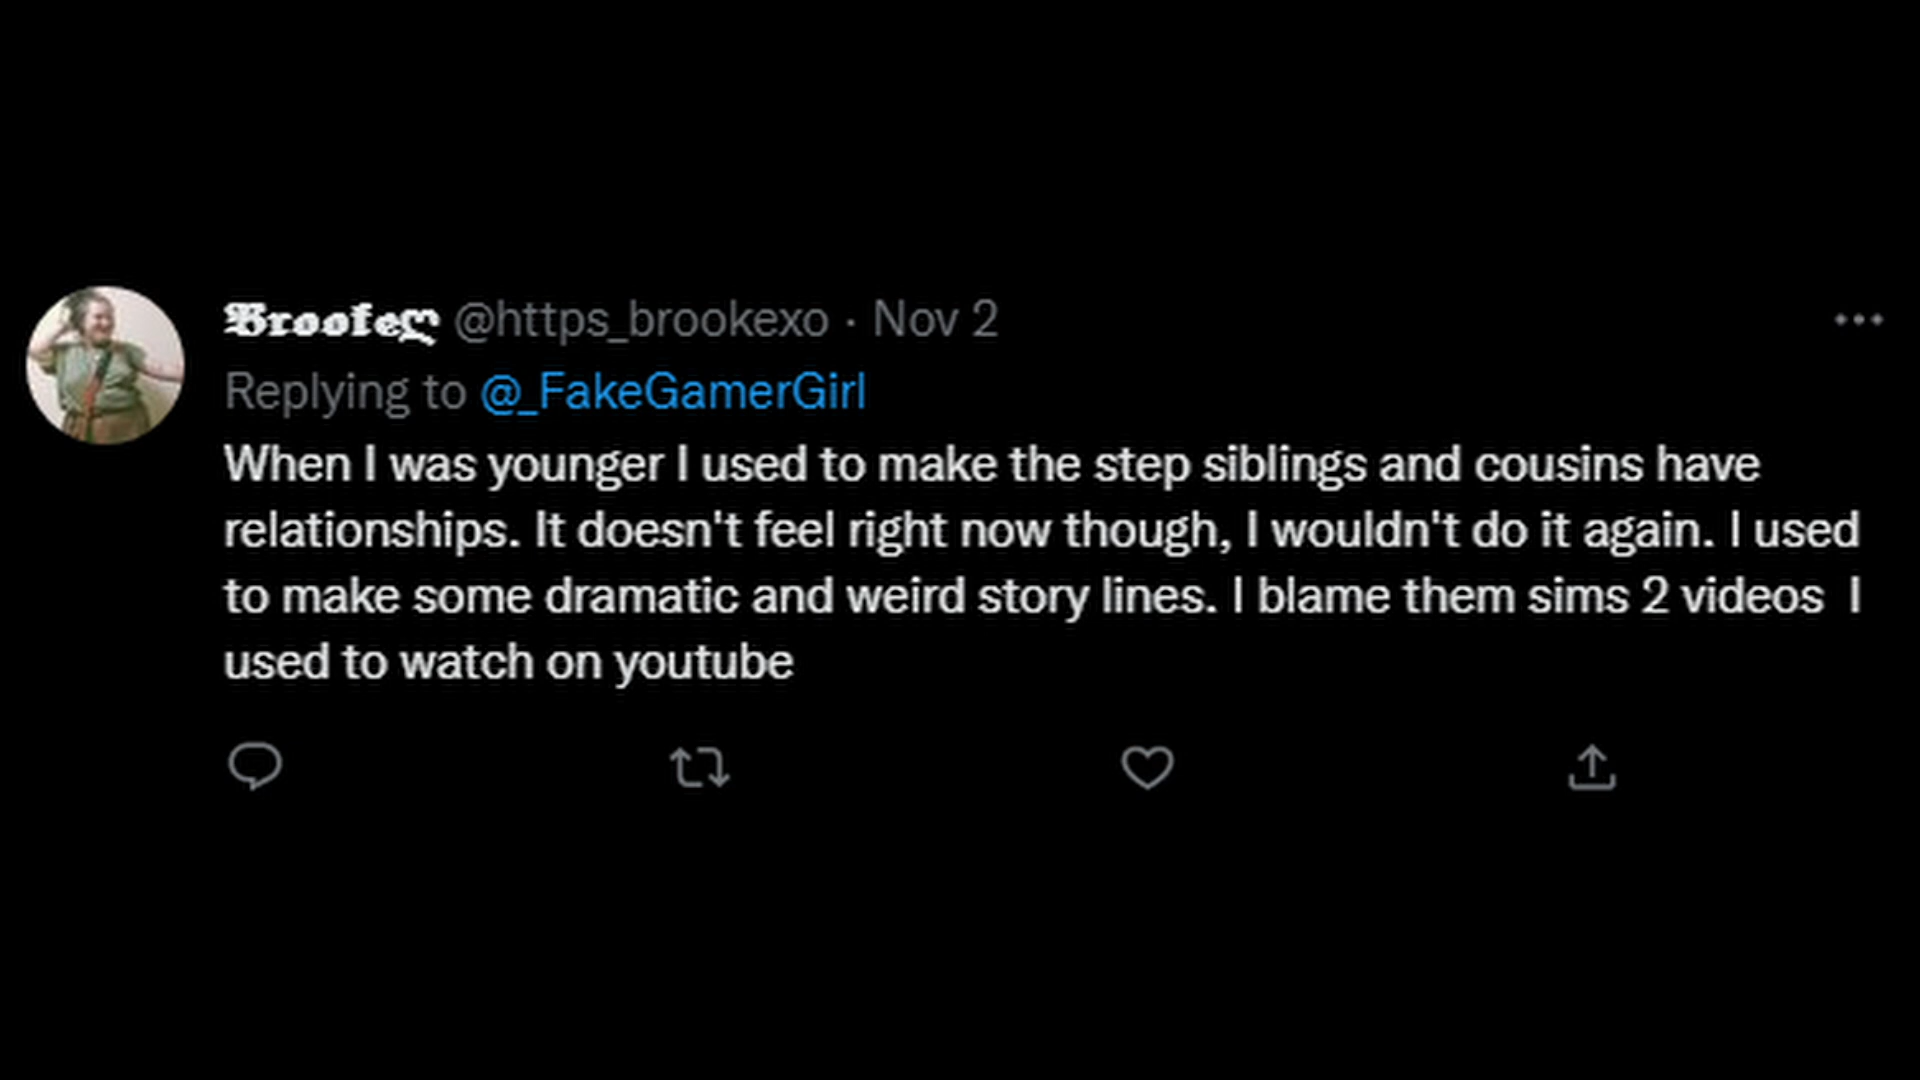 𝕭𝖗𝖔𝖔𝖐𝖊ღ @https_brookexo · Nov 2
Replying to @_FakeGamerGirl
When I was younger I used to make the step siblings and cousins have
relationships. It doesn't feel right now though, I wouldn't do it again. I used
to make some dramatic and weird story lines. I blame them sims 2 videos  I
used to watch on youtube